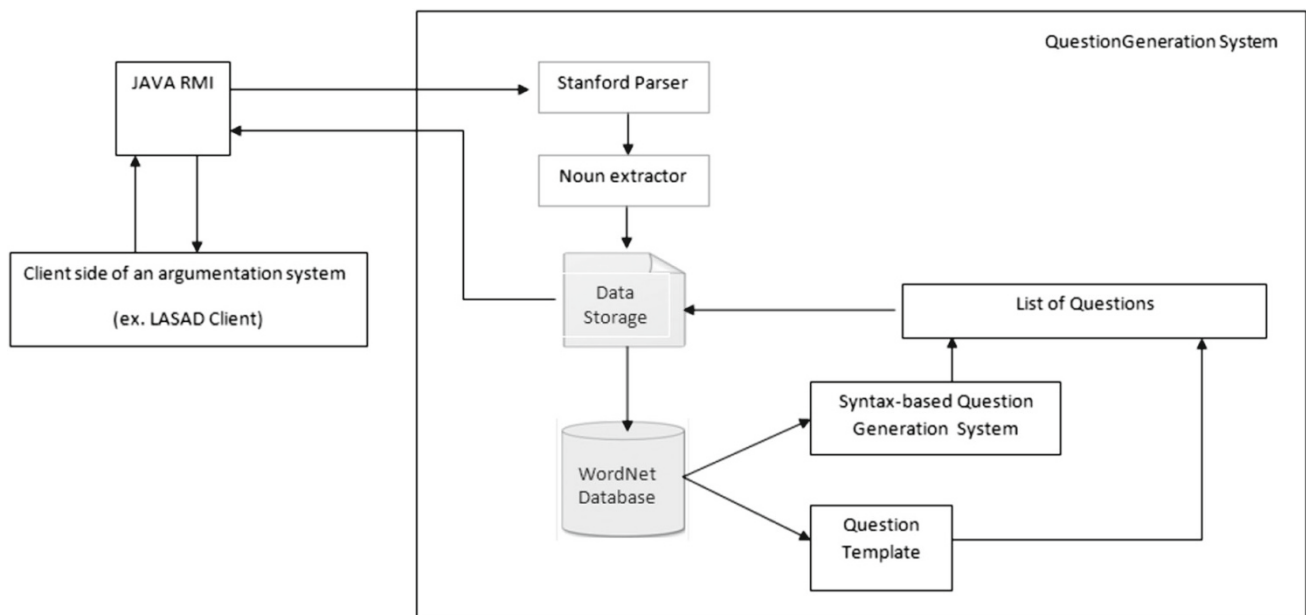 QuestionGeneration System
JAVA RMI
Stanford Parser
Noun extractor
Client side of an argumentation system
(ex. LASAD Client)
Data
Storage
List of Questions
Syntax-based Question
Generation System
WordNet
Database
Question
Template